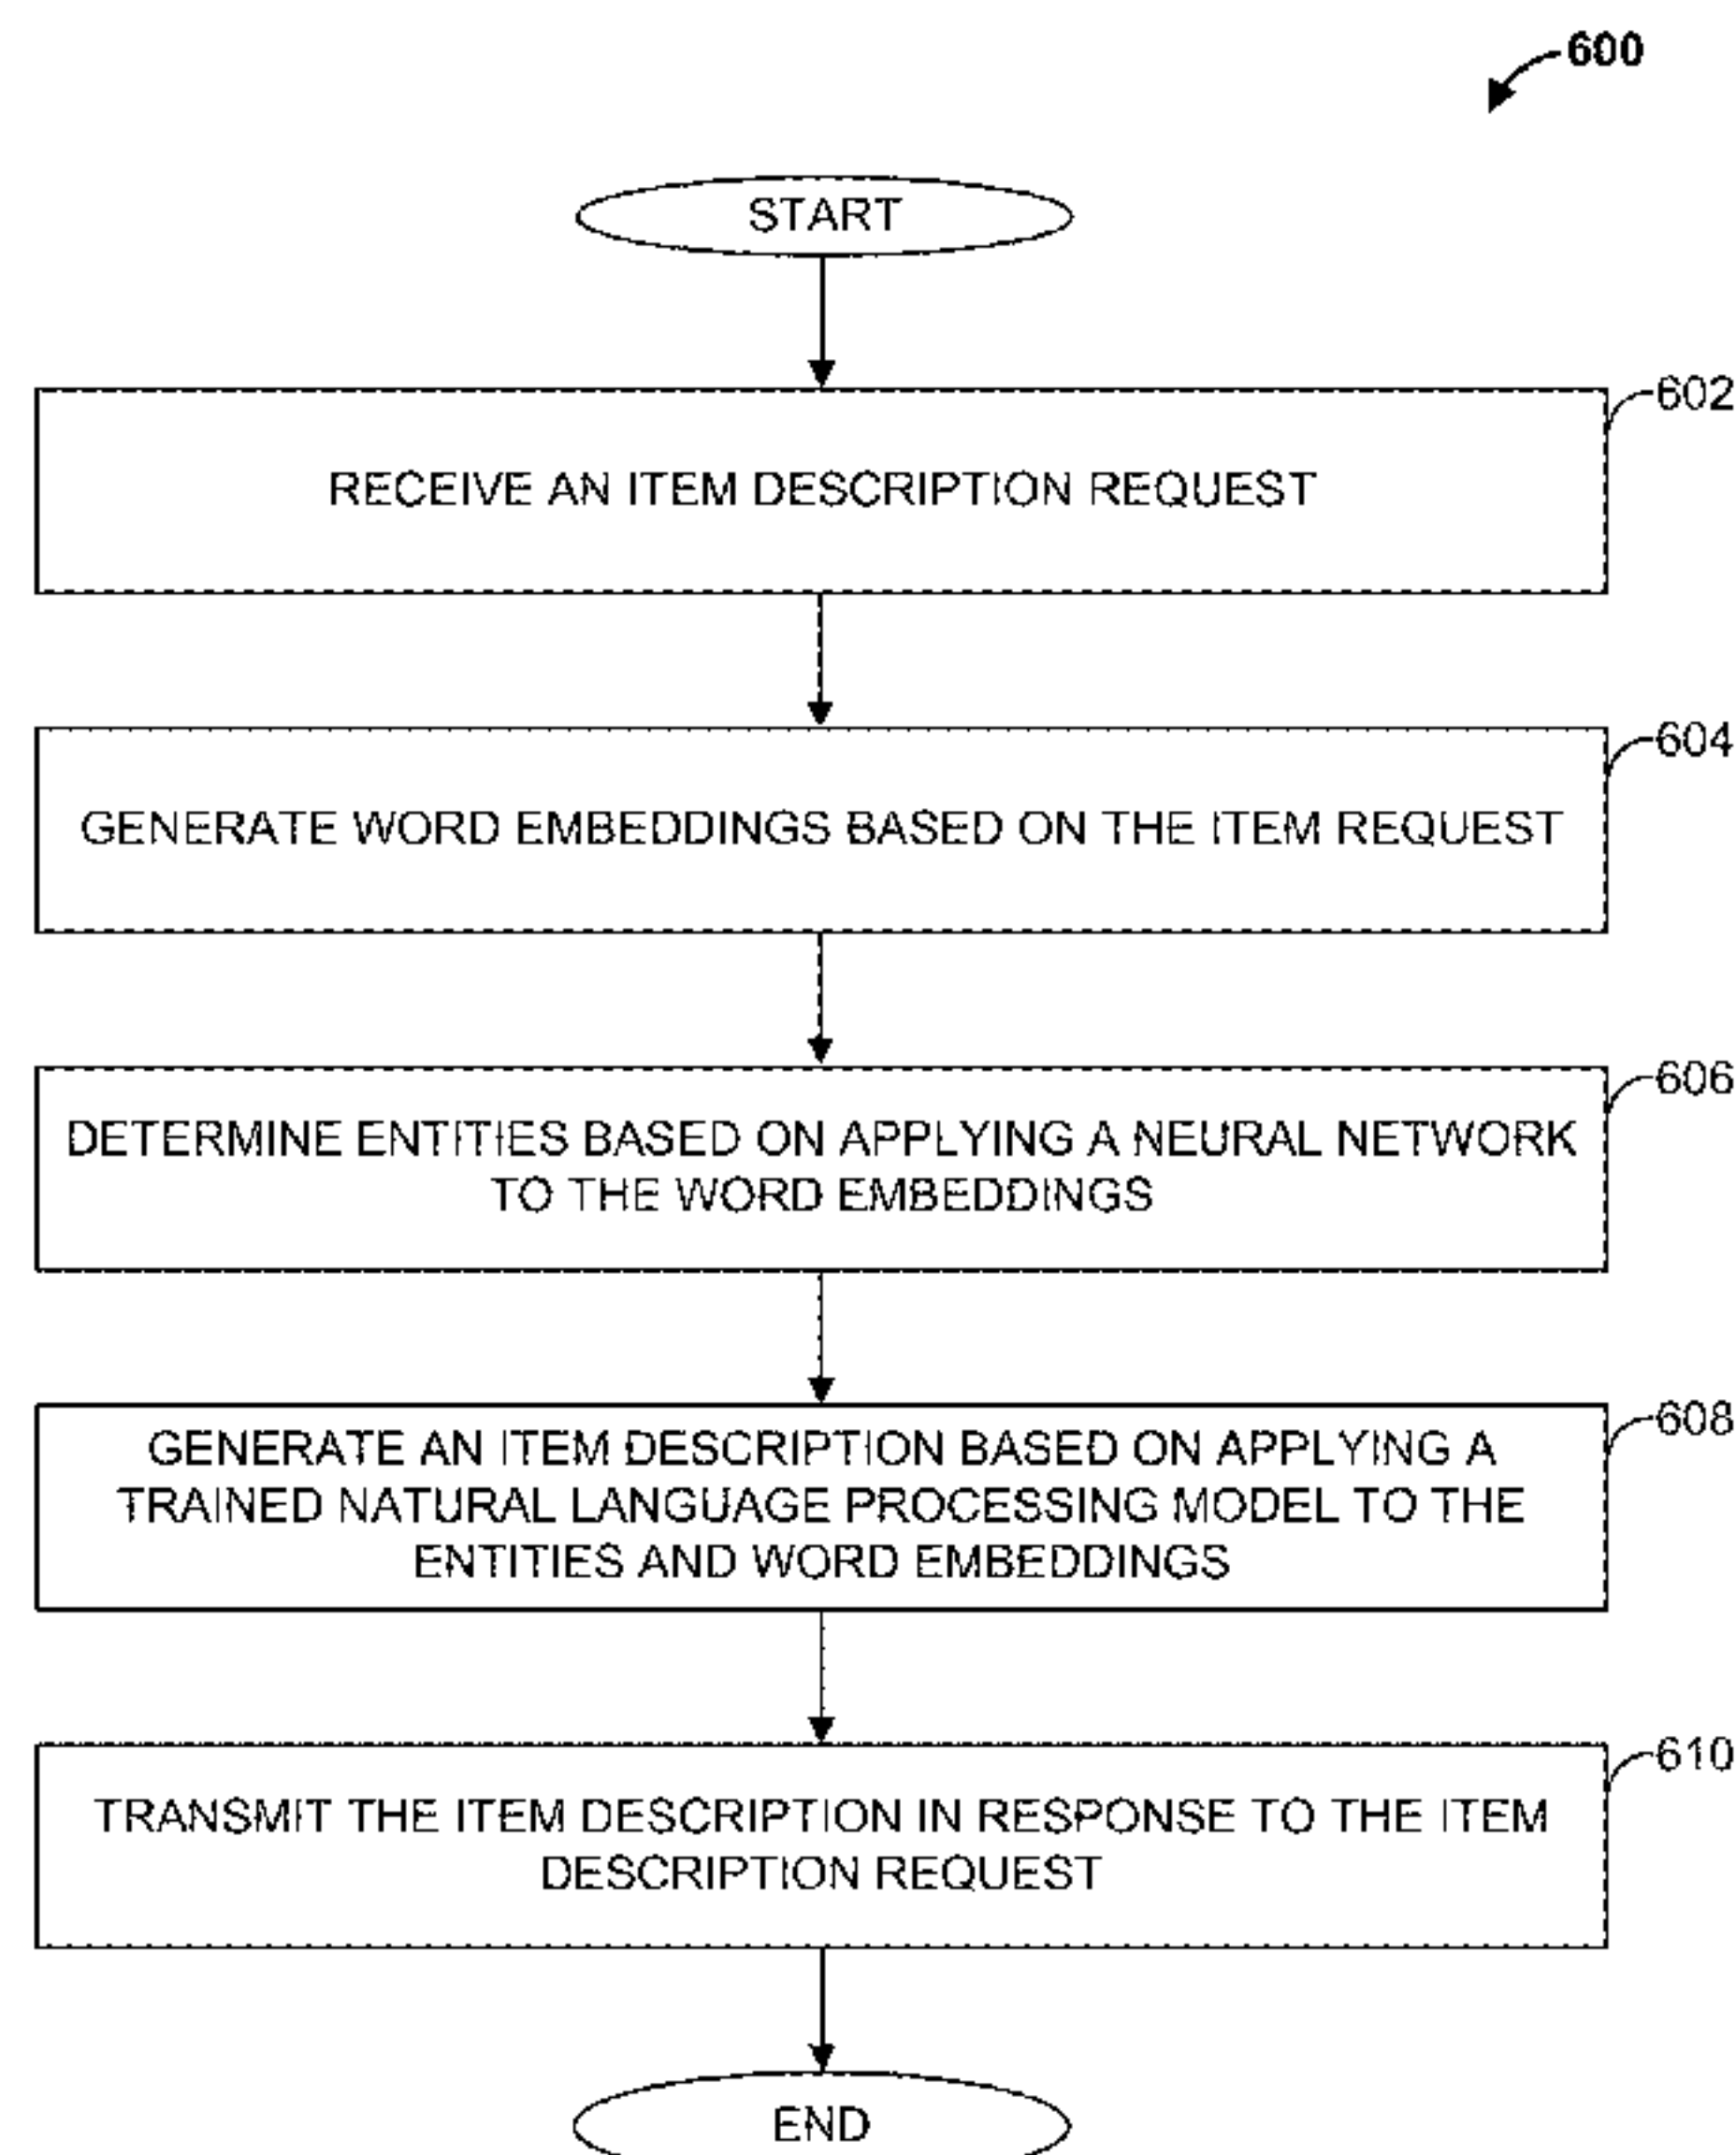 600
START
602
RECEIVE AN ITEM DESCRIPTION REQUEST
604
GENERATE WORD EMBEDDINGS BASED ON THE ITEM REQUEST
606
DETERMINE ENTITIES BASED ON APPLYING A NEURAL NETWORK
TO THE WORD EMBEDDINGS
608
GENERATE AN ITEM DESCRIPTION BASED ON APPLYING A
TRAINED NATURAL LANGUAGE PROCESSING MODEL TO THE
ENTITIES AND WORD EMBEDDINGS
610
TRANSMIT THE ITEM DESCRIPTION IN RESPONSE TO THE ITEM
DESCRIPTION REQUEST
END